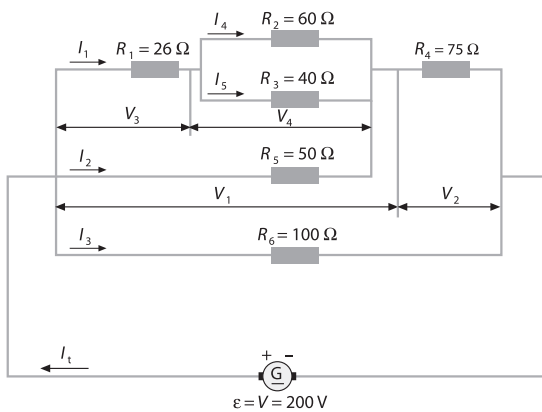 I₄ R₂ = 60 Ω
I₁ R₁ = 26 Ω R₄ = 75 Ω
I₅ R₃ = 40 Ω
V₃ V₄
I₂ R₅ = 50 Ω
V₁ V₂
I₃ R₆ = 100 Ω
Iₜ + −
G
ε = V = 200 V